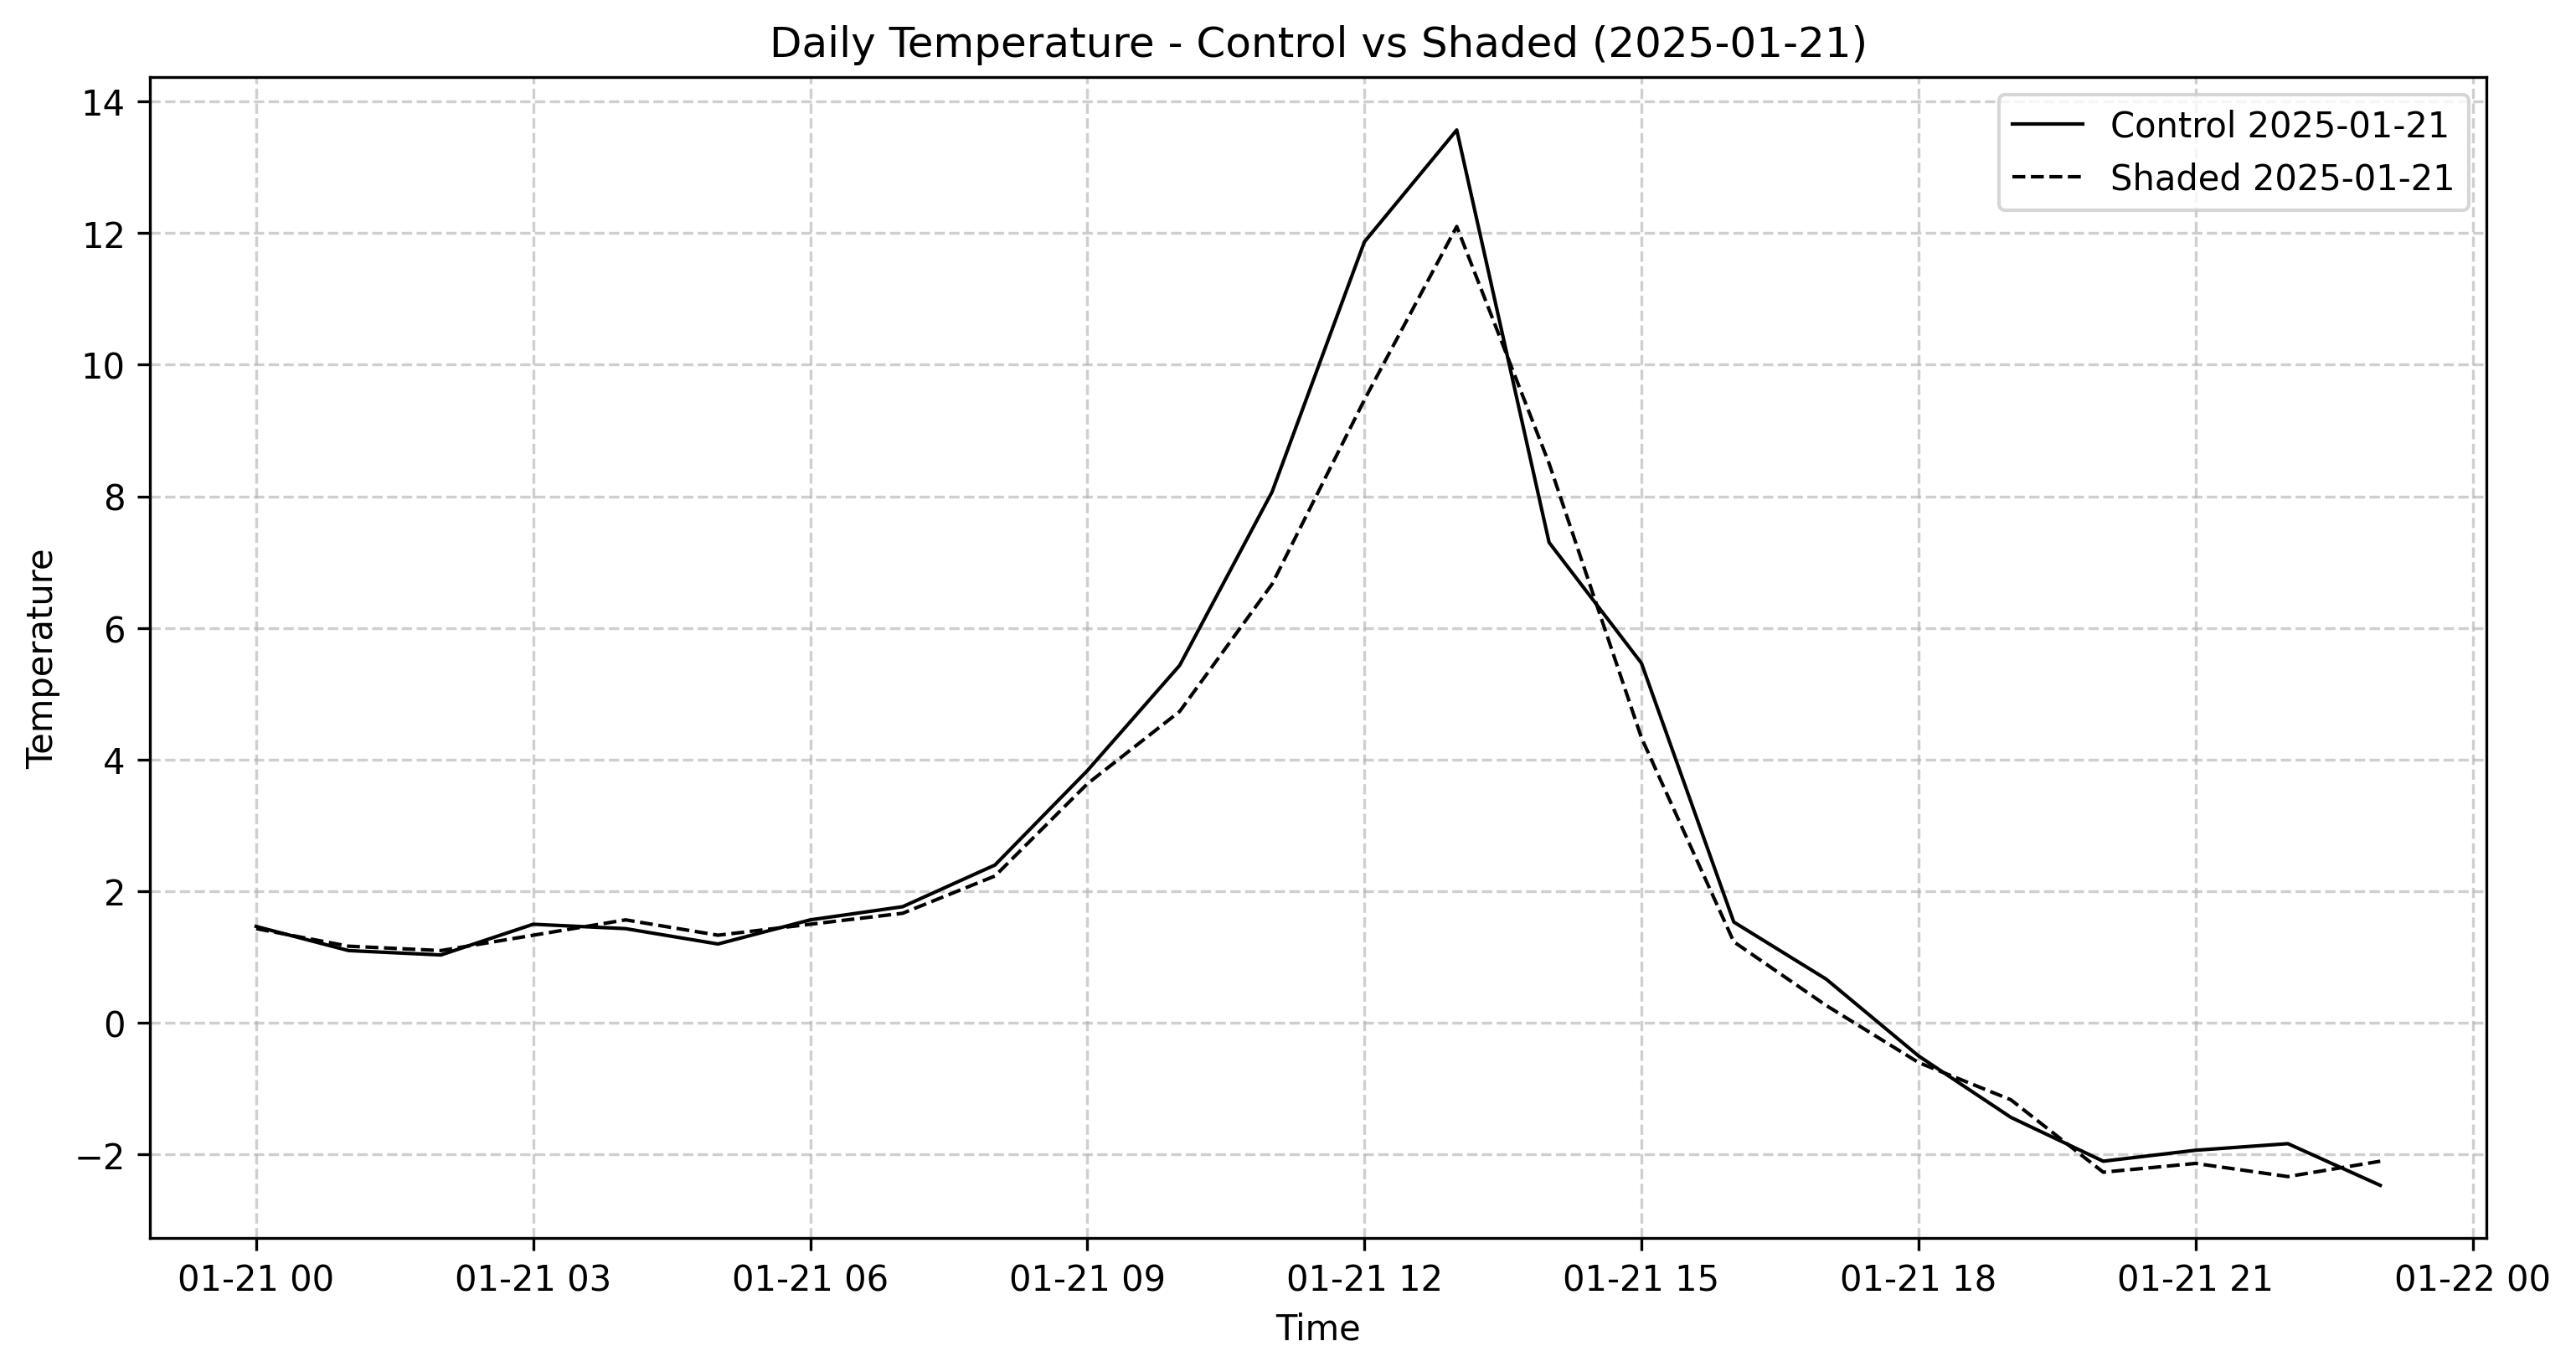 Daily Temperature - Control vs Shaded (2025-01-21)
Control 2025-01-21
Shaded 2025-01-21
Temperature
14
12
10
8
6
4
2
0
−2
01-21 00 01-21 03 01-21 06 01-21 09 01-21 12 01-21 15 01-21 18 01-21 21 01-22 00
Time